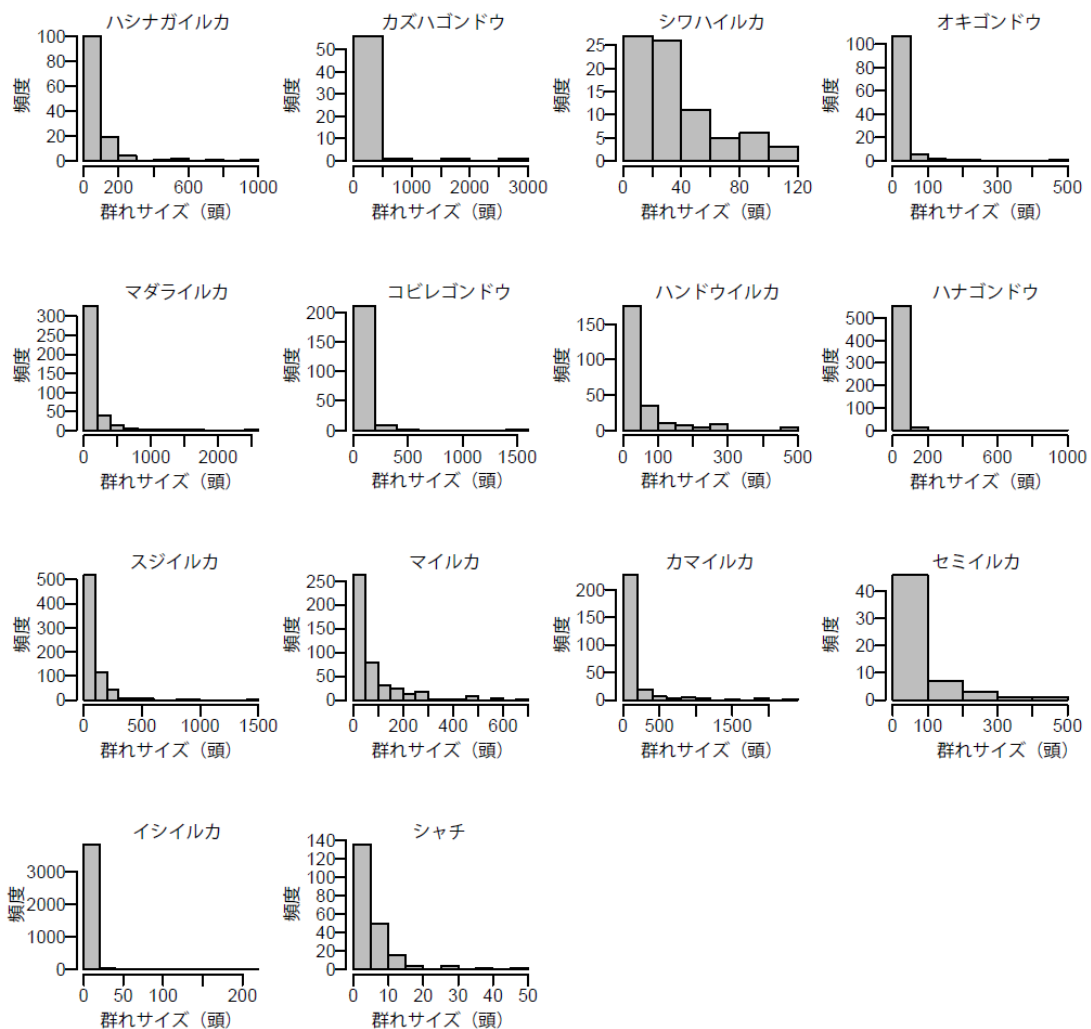 ハシナガイルカ
カズハゴンドウ
シワハイルカ
オキゴンドウ
頻度
100
80
60
40
20
0
0 200 600 1000
群れサイズ（頭）
頻度
50
40
30
20
10
0
0 1000 2000 3000
群れサイズ（頭）
頻度
25
20
15
10
5
0
0 40 80 120
群れサイズ（頭）
頻度
100
80
60
40
20
0
0 100 300 500
群れサイズ（頭）
マダライルカ
コビレゴンドウ
ハンドウイルカ
ハナゴンドウ
頻度
300
250
200
150
100
50
0
0 1000 2000
群れサイズ（頭）
頻度
200
150
100
50
0
0 500 1000 1500
群れサイズ（頭）
頻度
150
100
50
0
0 100 300 500
群れサイズ（頭）
頻度
500
400
300
200
100
0
0 200 600 1000
群れサイズ（頭）
スジイルカ
マイルカ
カマイルカ
セミイルカ
頻度
500
400
300
200
100
0
0 500 1000 1500
群れサイズ（頭）
頻度
250
200
150
100
50
0
0 200 400 600
群れサイズ（頭）
頻度
200
150
100
50
0
0 500 1500
群れサイズ（頭）
頻度
40
30
20
10
0
0 100 300 500
群れサイズ（頭）
イシイルカ
シャチ
頻度
3000
2000
1000
0
0 50 100 200
群れサイズ（頭）
頻度
140
120
100
80
60
40
20
0
0 10 20 30 40 50
群れサイズ（頭）